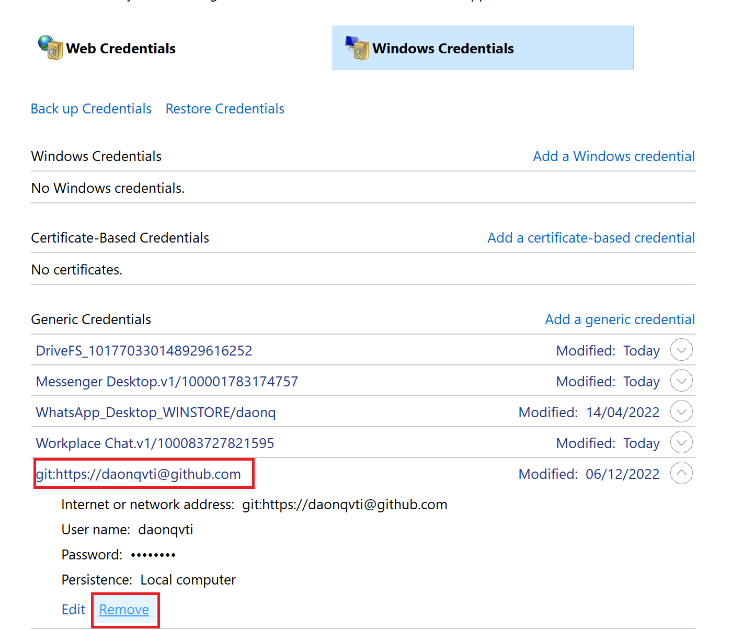 Web Credentials
Windows Credentials
Back up Credentials Restore Credentials
Windows Credentials Add a Windows credential
No Windows credentials.
Certificate-Based Credentials Add a certificate-based credential
No certificates.
Generic Credentials Add a generic credential
DriveFS_101770330148929616252 Modified: Today
Messenger Desktop.v1/100001783174757 Modified: Today
WhatsApp_Desktop_WINSTORE/daonq Modified: 14/04/2022
Workplace Chat.v1/100083727821595 Modified: Today
git:https://daonqvti@github.com Modified: 06/12/2022
Internet or network address: git:https://daonqvti@github.com
User name: daonqvti
Password: ••••••••
Persistence: Local computer
Edit Remove